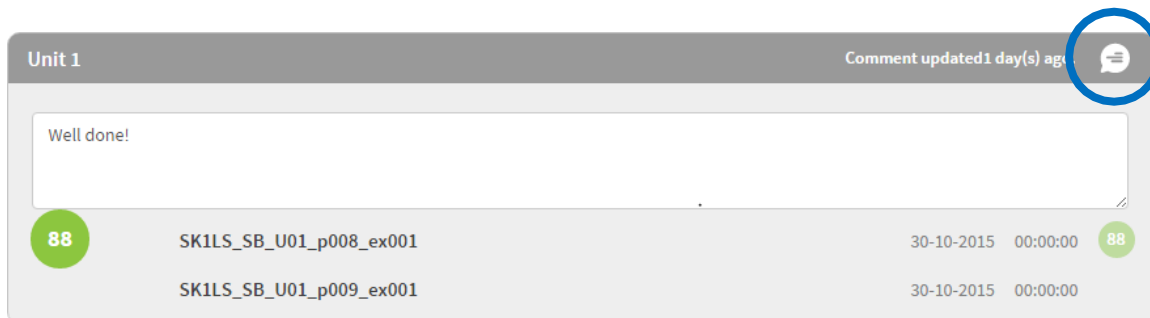 Unit 1 Comment updated1 day(s) ago
Well done!
88 SK1LS_SB_U01_p008_ex001 30-10-2015 00:00:00 88
SK1LS_SB_U01_p009_ex001 30-10-2015 00:00:00